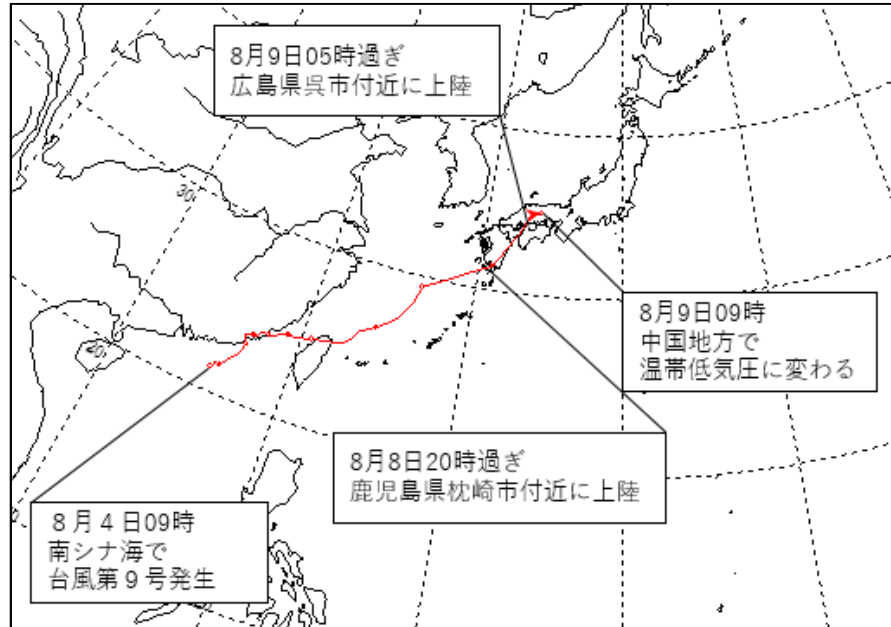 8月9日05時過ぎ
広島県呉市付近に上陸
30
8月9日09時
中国地方で
温帯低気圧に変わる
20
8月8日20時過ぎ
鹿児島県枕崎市付近に上陸
８月４日09時
南シナ海で
台風第９号発生